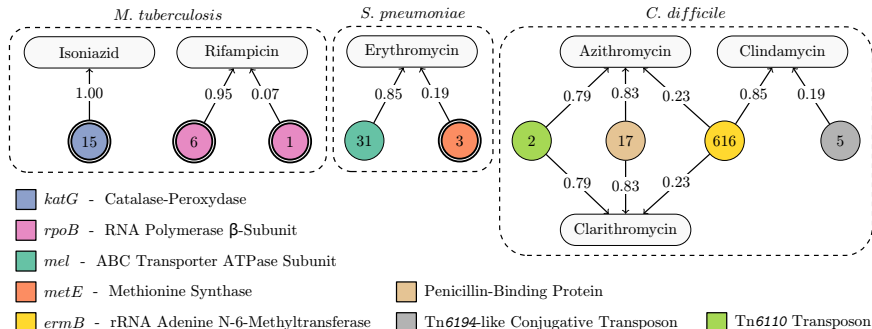 M. tuberculosis S. pneumoniae C. difficile
Isoniazid Rifampicin Erythromycin Azithromycin Clindamycin
1.00 0.95 0.07 0.85 0.19 0.79 0.83 0.23 0.85 0.19
15 6 1 31 3 2 17 616 5
0.79 0.83 0.23
katG - Catalase-Peroxydase
Clarithromycin
rpoB - RNA Polymerase β-Subunit
mel - ABC Transporter ATPase Subunit
metE - Methionine Synthase Penicillin-Binding Protein
ermB - rRNA Adenine N-6-Methyltransferase Tn6194-like Conjugative Transposon Tn6110 Transposon